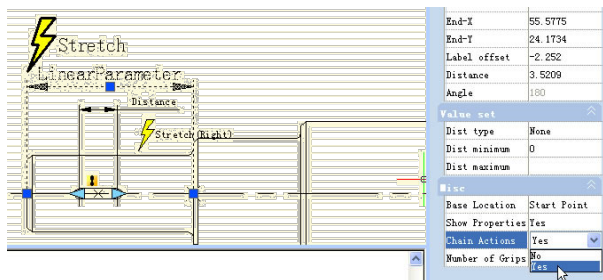 Stretch
LinearParameter
Distance
Stretch(Right)
End-X 55.5775
End-Y 24.1734
Label offset -2.252
Distance 3.5209
Angle 180
Value set
Dist type None
Dist minimum 0
Dist maximum
Misc
Base Location Start Point
Show Properties Yes
Chain Actions Yes
Number of Grips No
Yes